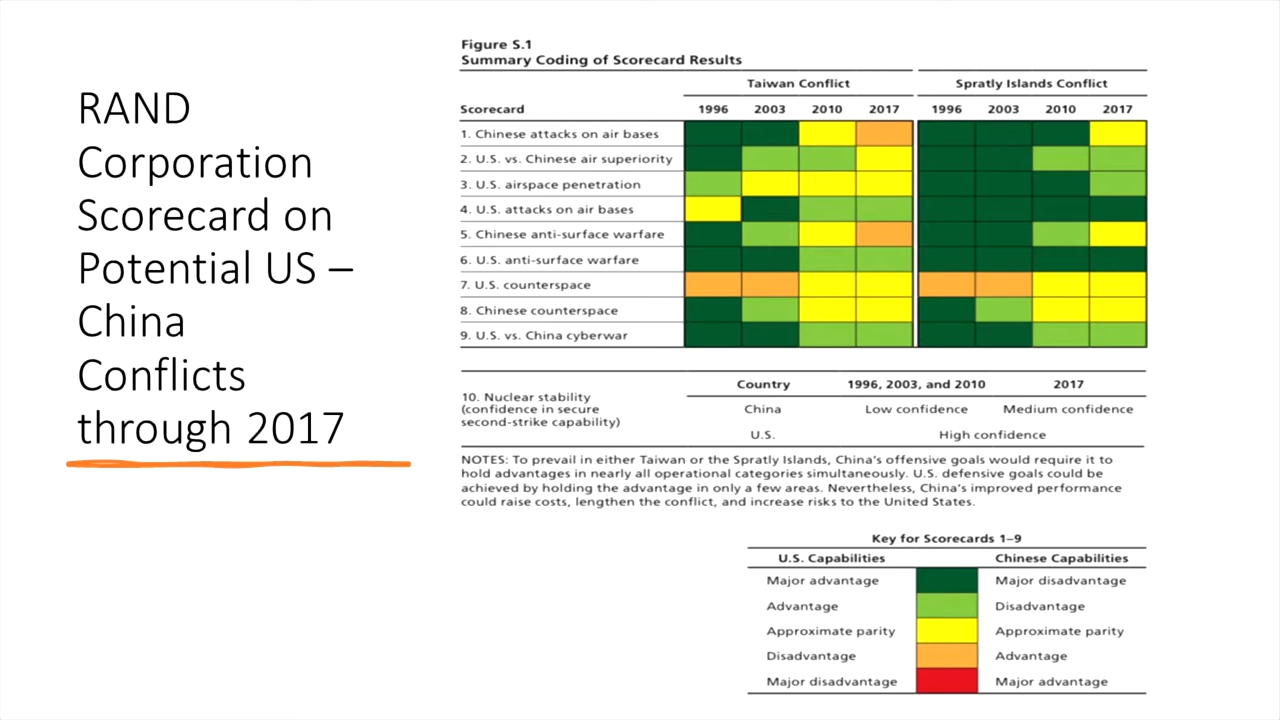 RAND
Corporation
Scorecard on
Potential US –
China
Conflicts
through 2017
Figure S.1
Summary Coding of Scorecard Results
Taiwan Conflict Spratly Islands Conflict
Scorecard 1996 2003 2010 2017 1996 2003 2010 2017
1. Chinese attacks on air bases
2. U.S. vs. Chinese air superiority
3. U.S. airspace penetration
4. U.S. attacks on air bases
5. Chinese anti-surface warfare
6. U.S. anti-surface warfare
7. U.S. counterspace
8. Chinese counterspace
9. U.S. vs. China cyberwar
10. Nuclear stability
(confidence in secure
second-strike capability)
Country 1996, 2003, and 2010 2017
China Low confidence Medium confidence
U.S. High confidence
NOTES: To prevail in either Taiwan or the Spratly Islands, China's offensive goals would require it to
hold advantages in nearly all operational categories simultaneously. U.S. defensive goals could be
achieved by holding the advantage in only a few areas. Nevertheless, China's improved performance
could raise costs, lengthen the conflict, and increase risks to the United States.
Key for Scorecards 1–9
U.S. Capabilities Chinese Capabilities
Major advantage Major disadvantage
Advantage Disadvantage
Approximate parity Approximate parity
Disadvantage Advantage
Major disadvantage Major advantage